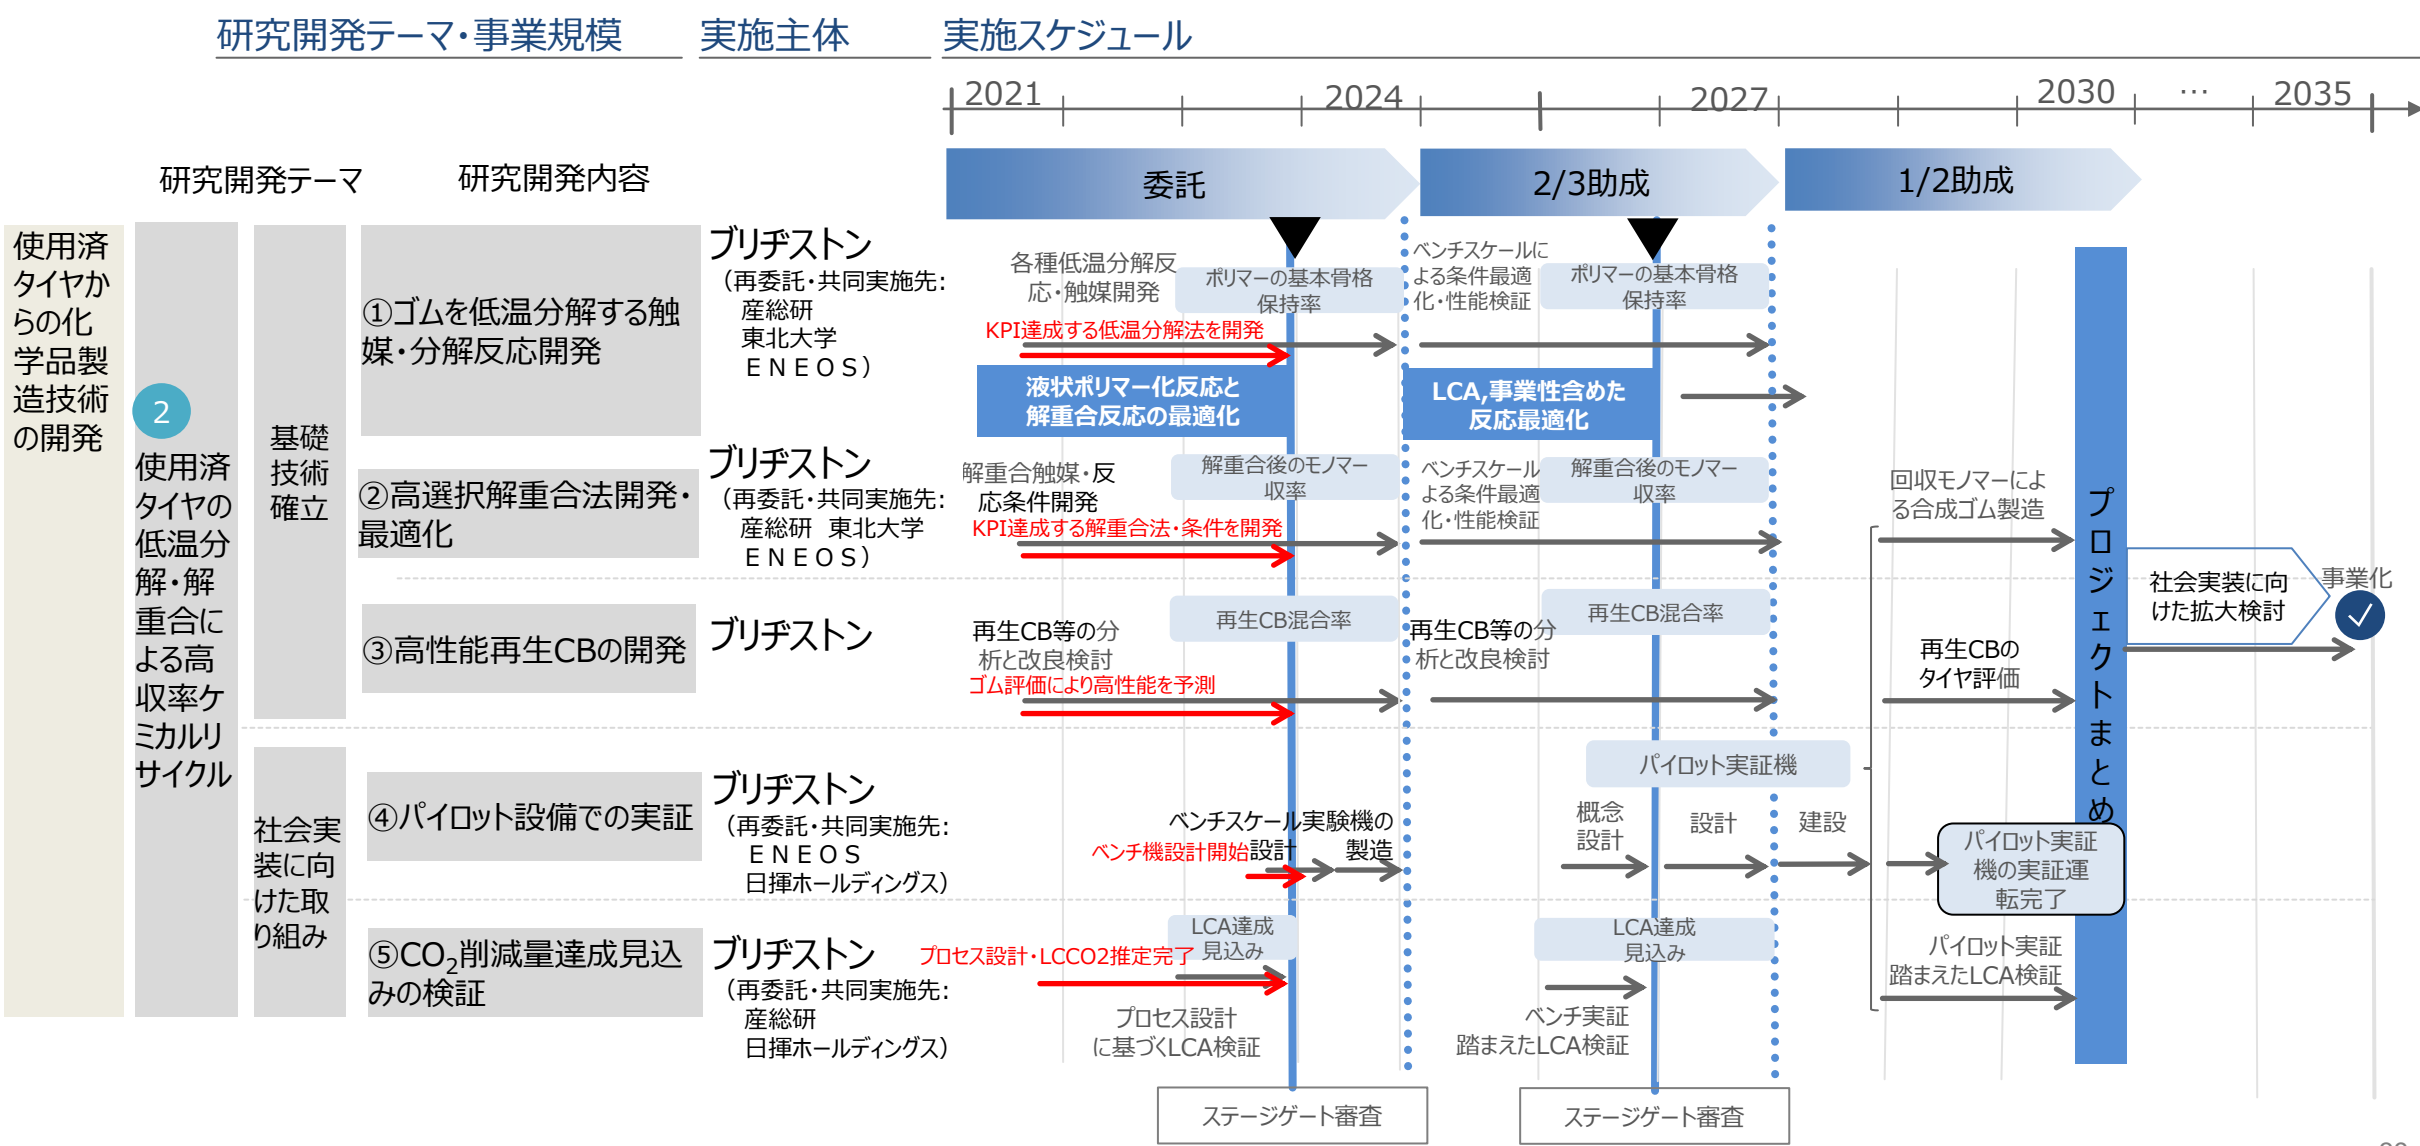 研究開発テーマ・事業規模
実施主体
実施スケジュール
2021
2024
2027
2030
…
2035
研究開発テーマ
研究開発内容
委託
2/3助成
1/2助成
使用済
タイヤか
らの化
学品製
造技術
の開発
2
使用済
タイヤの
低温分
解・解
重合に
よる高
収率ケ
ミカルリ
サイクル
基礎
技術
確立
社会実
装に向
けた取
り組み
①ゴムを低温分解する触
媒・分解反応開発
ブリヂストン
（再委託・共同実施先:
産総研
東北大学
ＥＮＥＯＳ）
各種低温分解反
応・触媒開発
ポリマーの基本骨格
保持率
KPI達成する低温分解法を開発
液状ポリマー化反応と
解重合反応の最適化
ベンチスケールに
よる条件最適
化・性能検証
ポリマーの基本骨格
保持率
LCA,事業性含めた
反応最適化
②高選択解重合法開発・
最適化
ブリヂストン
（再委託・共同実施先:
産総研　東北大学
ＥＮＥＯＳ）
解重合触媒・反
応条件開発
解重合後のモノマー
収率
KPI達成する解重合法・条件を開発
ベンチスケール
よる条件最適
化・性能検証
解重合後のモノマー
収率
回収モノマーによ
る合成ゴム製造
③高性能再生CBの開発
ブリヂストン
再生CB等の分
析と改良検討
再生CB混合率
ゴム評価により高性能を予測
再生CB等の分
析と改良検討
再生CB混合率
再生CBの
タイヤ評価
プロジェクトまとめ
社会実装に向
けた拡大検討
事業化
④パイロット設備での実証
ブリヂストン
（再委託・共同実施先:
ＥＮＥＯＳ
日揮ホールディングス）
ベンチスケール実験機の
設計
製造
ベンチ機設計開始
パイロット実証機
概念
設計
設計
建設
パイロット実証
機の実証運
転完了
⑤CO2削減量達成見込
みの検証
ブリヂストン
（再委託・共同実施先:
産総研
日揮ホールディングス）
LCA達成
見込み
プロセス設計・LCCO2推定完了
プロセス設計
に基づくLCA検証
LCA達成
見込み
ベンチ実証
踏まえたLCA検証
パイロット実証
踏まえたLCA検証
ステージゲート審査
ステージゲート審査